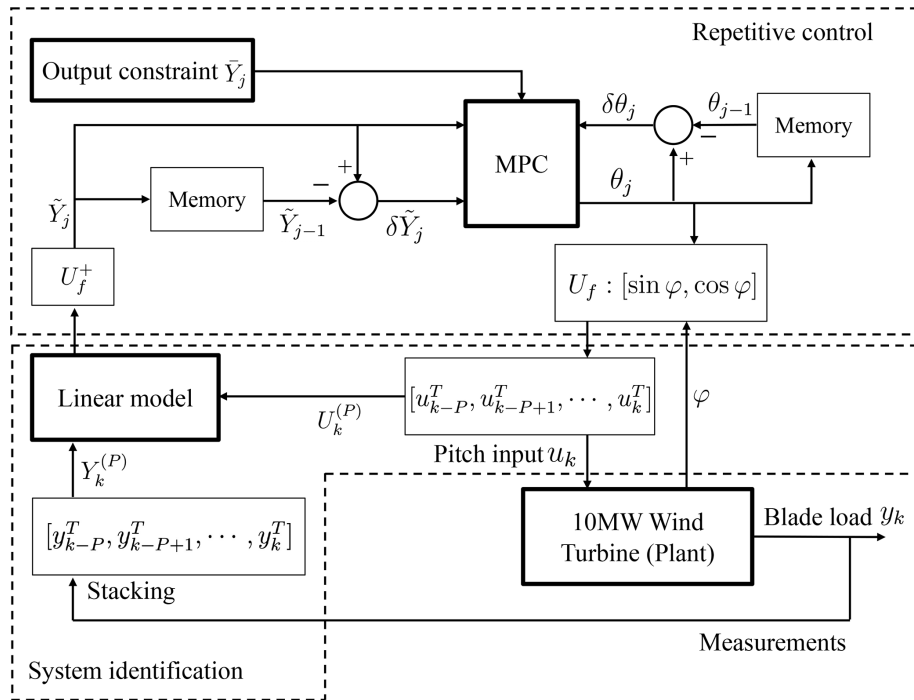 Repetitive control
Output constraint $\bar{Y}_j$
$\delta\theta_j$
$\theta_{j-1}$
Memory
MPC
+
−
+
$\theta_j$
Memory
−
$\tilde{Y}_j$
$\tilde{Y}_{j-1}$
$\delta\tilde{Y}_j$
$U_f^+$
$U_f : [\sin\varphi, \cos\varphi]$
Linear model
$[u_{k-P}^T, u_{k-P+1}^T, \cdots, u_k^T]$
$U_k^{(P)}$
$\varphi$
Pitch input $u_k$
$Y_k^{(P)}$
10MW Wind
Turbine (Plant)
Blade load $y_k$
$[y_{k-P}^T, y_{k-P+1}^T, \cdots, y_k^T]$
Stacking
Measurements
System identification